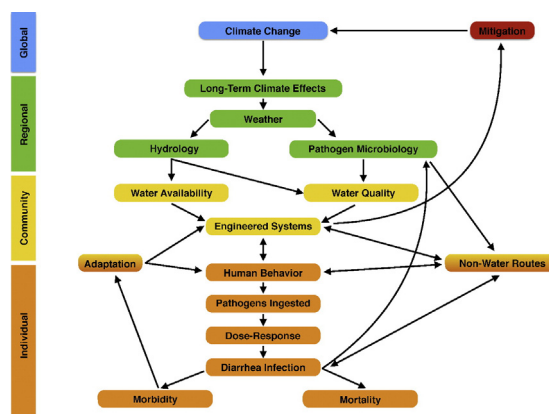 Global
Climate Change
Mitigation
Regional
Long-Term Climate Effects
Weather
Hydrology
Pathogen Microbiology
Community
Water Availability
Water Quality
Engineered Systems
Adaptation
Human Behavior
Non-Water Routes
Individual
Pathogens Ingested
Dose-Response
Diarrhea Infection
Morbidity
Mortality